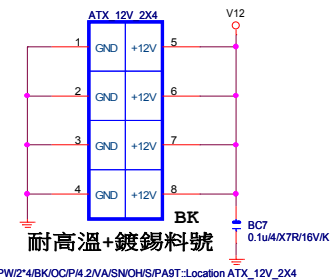 ATX_12V_2X4
V12
1 GND +12V 5
2 GND +12V 6
3 GND +12V 7
4 GND +12V 8
BK
BC7
0.1u/4/X7R/16V/K
耐高溫+鍍錫料號
PW/2*4/BK/OC/P/4.2/VA/SN/OH/S/PA9T::Location ATX_12V_2X4